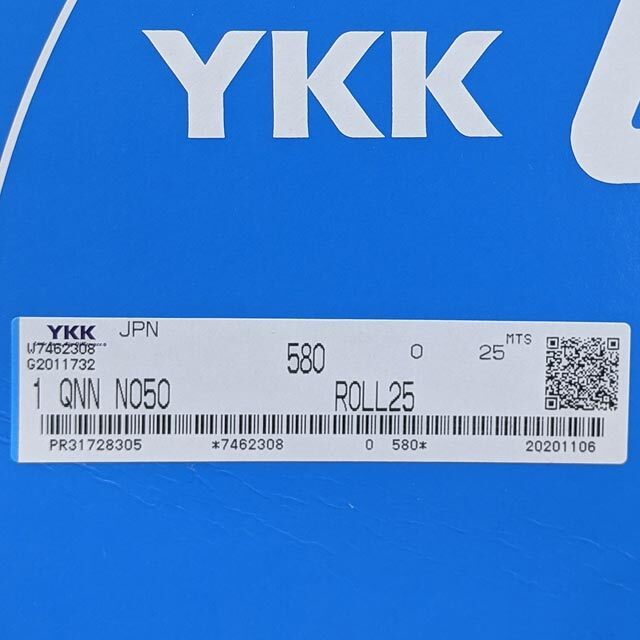 YKK
YKK JPN
W7462308
G2011732
580 0 25 MTS
1 QNN N050 ROLL25
PR31728305 *7462308 0 580* 20201106